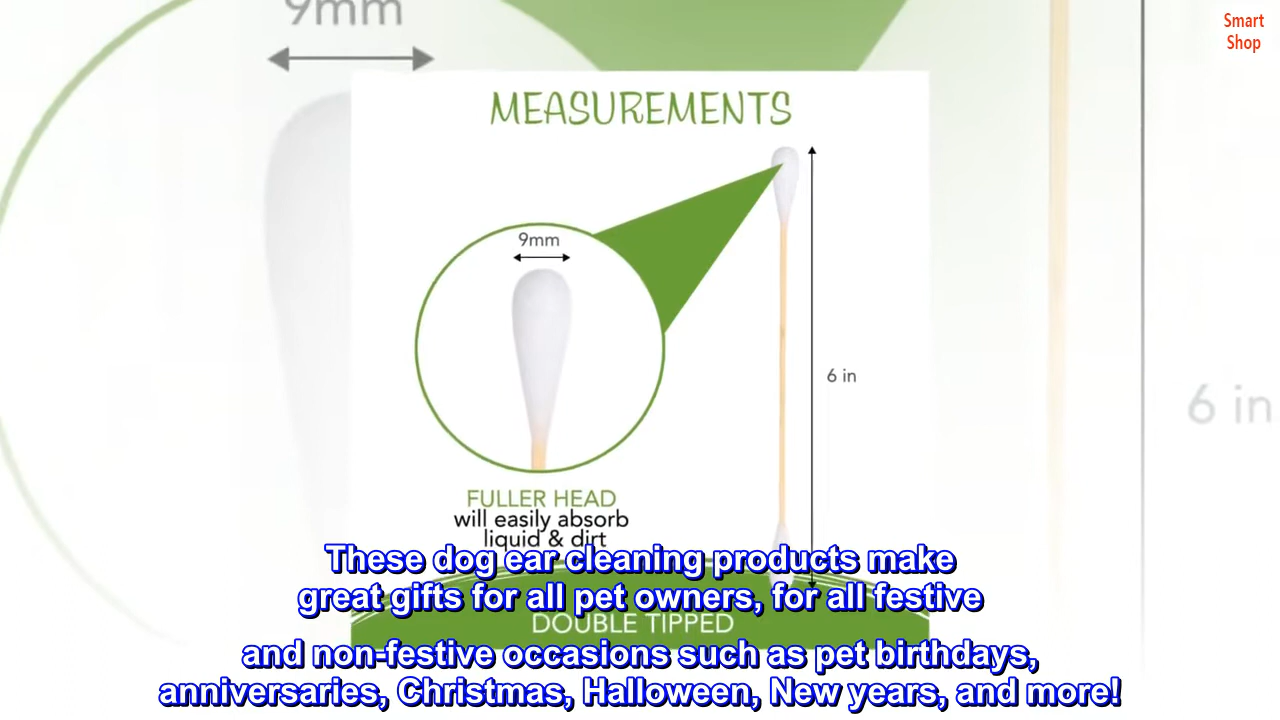 9mm
Smart
Shop
MEASUREMENTS
9mm
6 in
6 in
FULLER HEAD
will easily absorb
liquid & dirt
These dog ear cleaning products make
great gifts for all pet owners, for all festive
DOUBLE TIPPED
and non-festive occasions such as pet birthdays,
anniversaries, Christmas, Halloween, New years, and more!